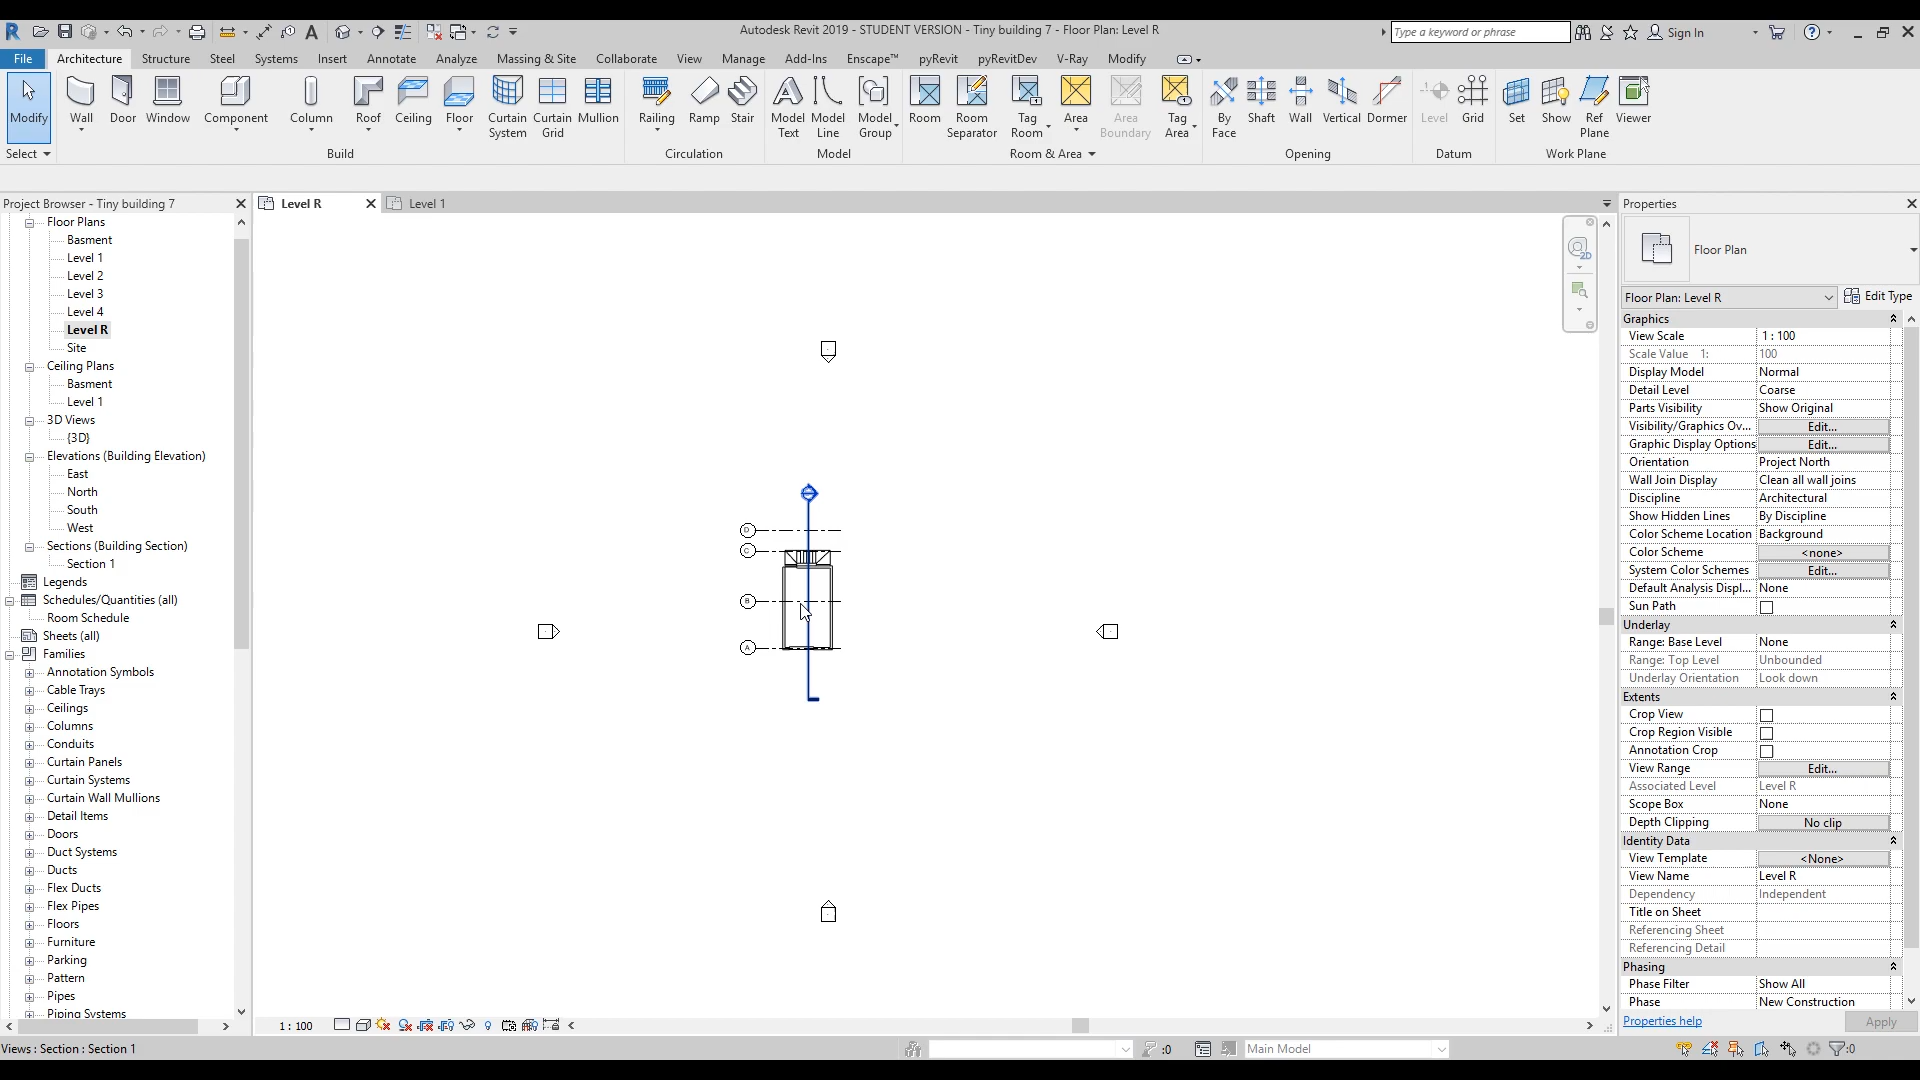 Autodesk Revit 2019 - STUDENT VERSION - Tiny building 7 - Floor Plan: Level R
Type a keyword or phrase
Sign In
File Architecture Structure Steel Systems Insert Annotate Analyze Massing & Site Collaborate View Manage Add-Ins Enscape™ pyRevit pyRevitDev V-Ray Modify
Modify Wall Door Window Component Column Roof Ceiling Floor Curtain System Curtain Grid Mullion Railing Ramp Stair Model Text Model Line Model Group Room Room Separator Tag Room Area Area Boundary Tag Area By Face Shaft Wall Vertical Dormer Level Grid Set Show Ref Plane Viewer
Select Build Circulation Model Room & Area Opening Datum Work Plane
Project Browser - Tiny building 7
Floor Plans
Basment
Level 1
Level 2
Level 3
Level 4
Level R
Site
Ceiling Plans
Basment
Level 1
3D Views
{3D}
Elevations (Building Elevation)
East
North
South
West
Sections (Building Section)
Section 1
Legends
Schedules/Quantities (all)
Room Schedule
Sheets (all)
Families
Annotation Symbols
Cable Trays
Ceilings
Columns
Conduits
Curtain Panels
Curtain Systems
Curtain Wall Mullions
Detail Items
Doors
Duct Systems
Ducts
Flex Ducts
Flex Pipes
Floors
Furniture
Parking
Pattern
Pipes
Piping Systems
Level R
Level 1
2D
D
C
B
A
1 : 100
Properties
Floor Plan
Floor Plan: Level R
Edit Type
Graphics
View Scale 1 : 100
Scale Value 1: 100
Display Model Normal
Detail Level Coarse
Parts Visibility Show Original
Visibility/Graphics Ov... Edit...
Graphic Display Options Edit...
Orientation Project North
Wall Join Display Clean all wall joins
Discipline Architectural
Show Hidden Lines By Discipline
Color Scheme Location Background
Color Scheme <none>
System Color Schemes Edit...
Default Analysis Displ... None
Sun Path
Underlay
Range: Base Level None
Range: Top Level Unbounded
Underlay Orientation Look down
Extents
Crop View
Crop Region Visible
Annotation Crop
View Range Edit...
Associated Level Level R
Scope Box None
Depth Clipping No clip
Identity Data
View Template <None>
View Name Level R
Dependency Independent
Title on Sheet
Referencing Sheet
Referencing Detail
Phasing
Phase Filter Show All
Phase New Construction
Properties help
Apply
Views : Section : Section 1
:0
Main Model
:0